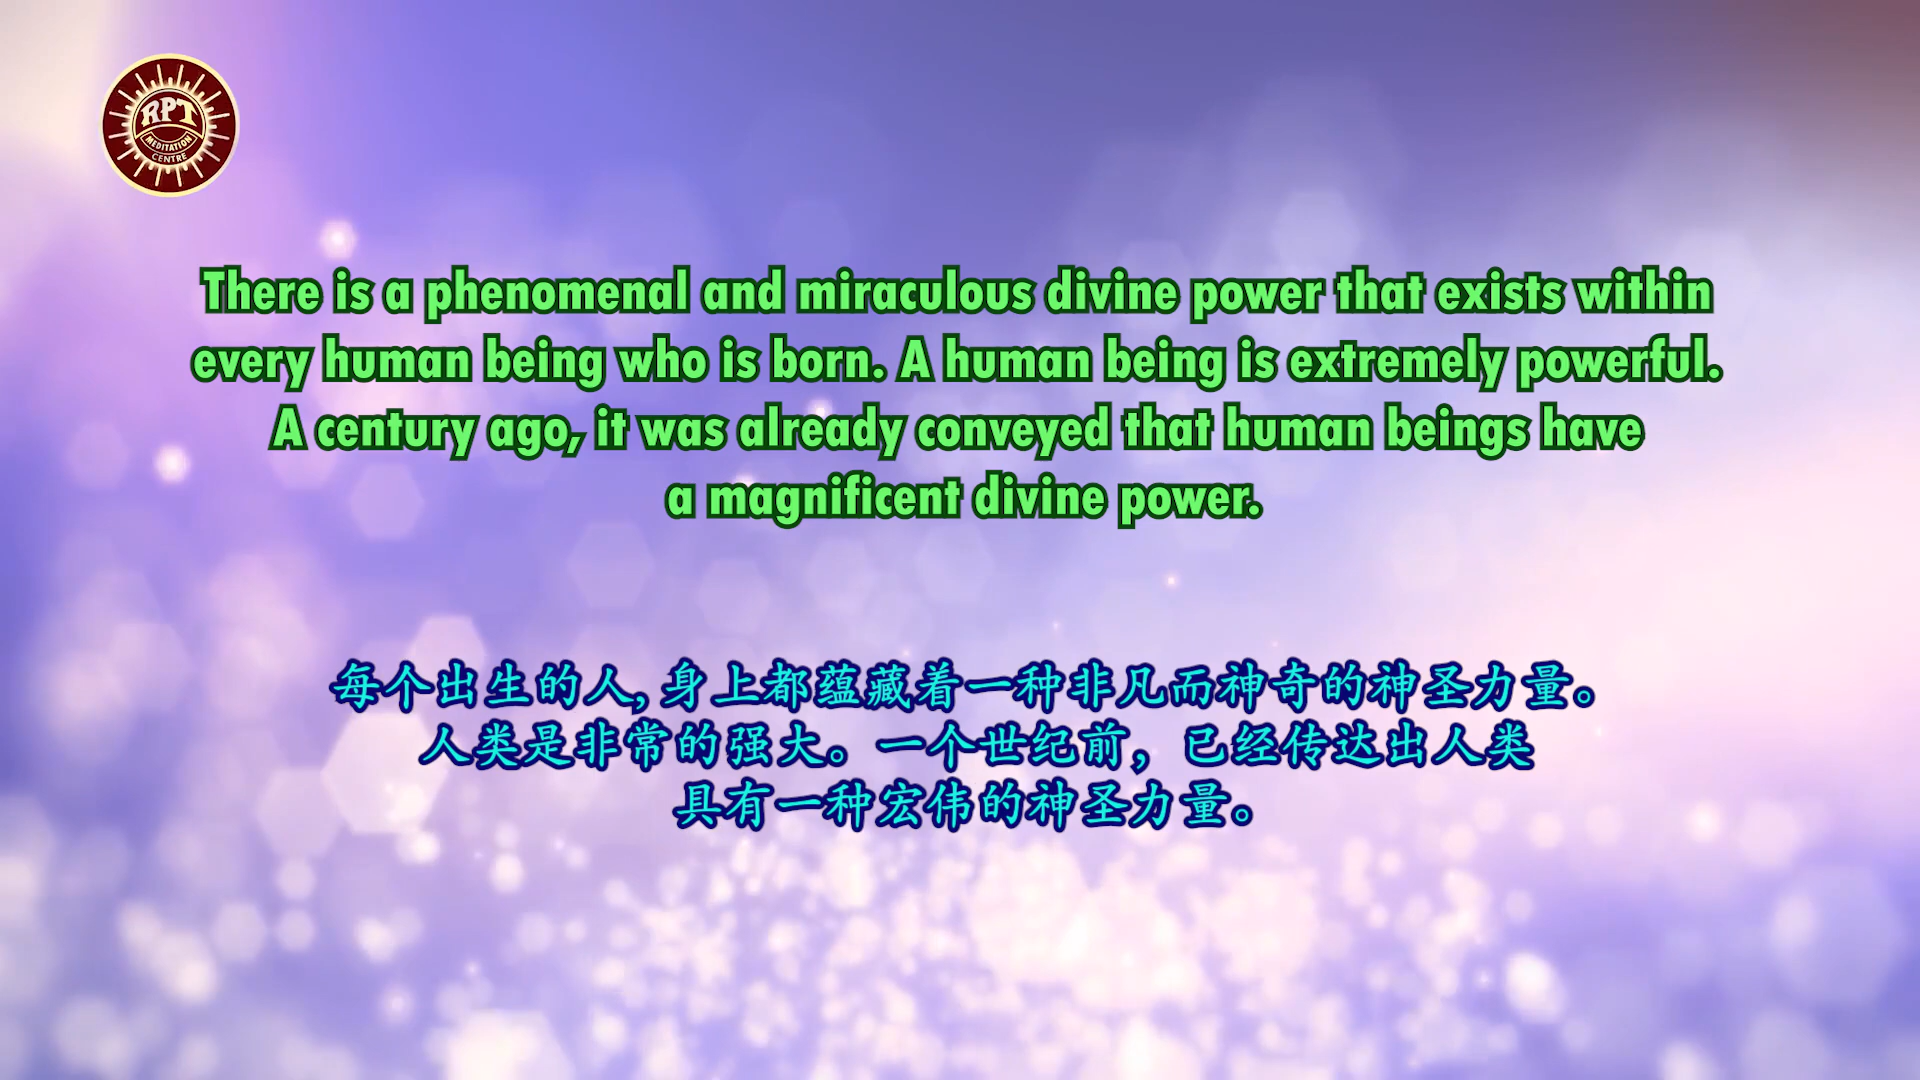 RPT
MEDITATION
CENTRE
There is a phenomenal and miraculous divine power that exists within
every human being who is born. A human being is extremely powerful.
A century ago, it was already conveyed that human beings have
a magnificent divine power.
每个出生的人,身上都蕴藏着一种非凡而神奇的神圣力量。
人类是非常的强大。一个世纪前，已经传达出人类
具有一种宏伟的神圣力量。